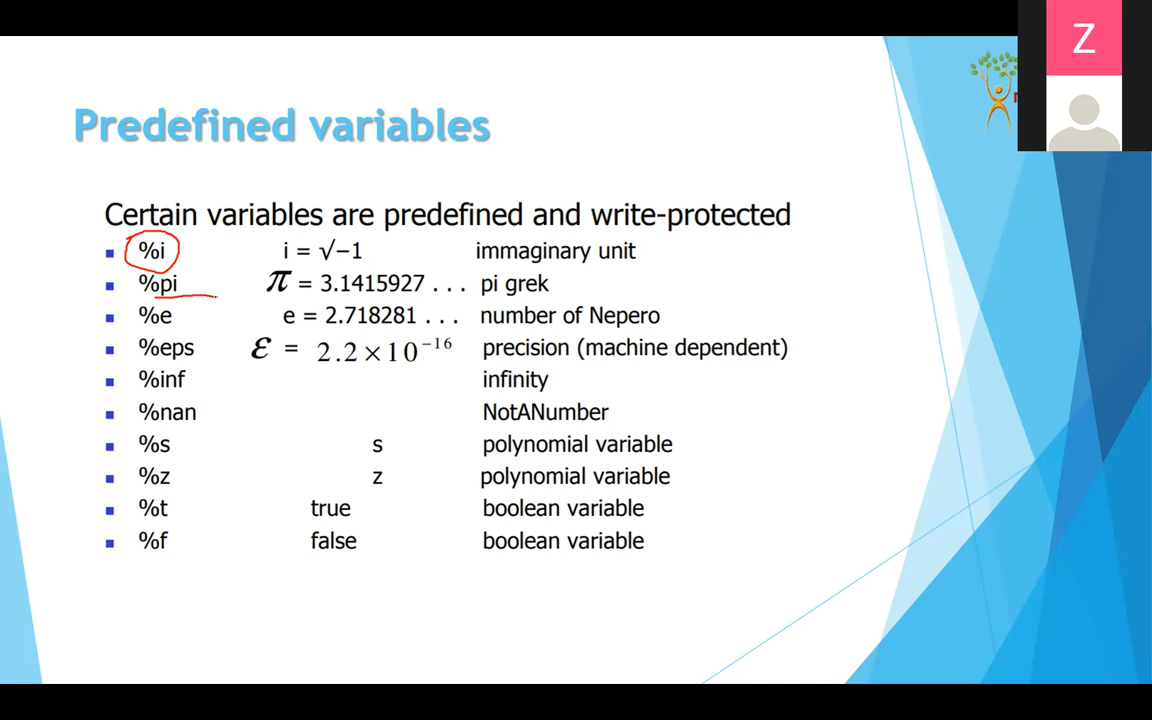 Z
Predefined variables
Certain variables are predefined and write-protected
%i i = √−1 immaginary unit
%pi π = 3.1415927 . . . pi grek
%e e = 2.718281 . . . number of Nepero
%eps ε = 2.2×10⁻¹⁶ precision (machine dependent)
%inf infinity
%nan NotANumber
%s s polynomial variable
%z z polynomial variable
%t true boolean variable
%f false boolean variable